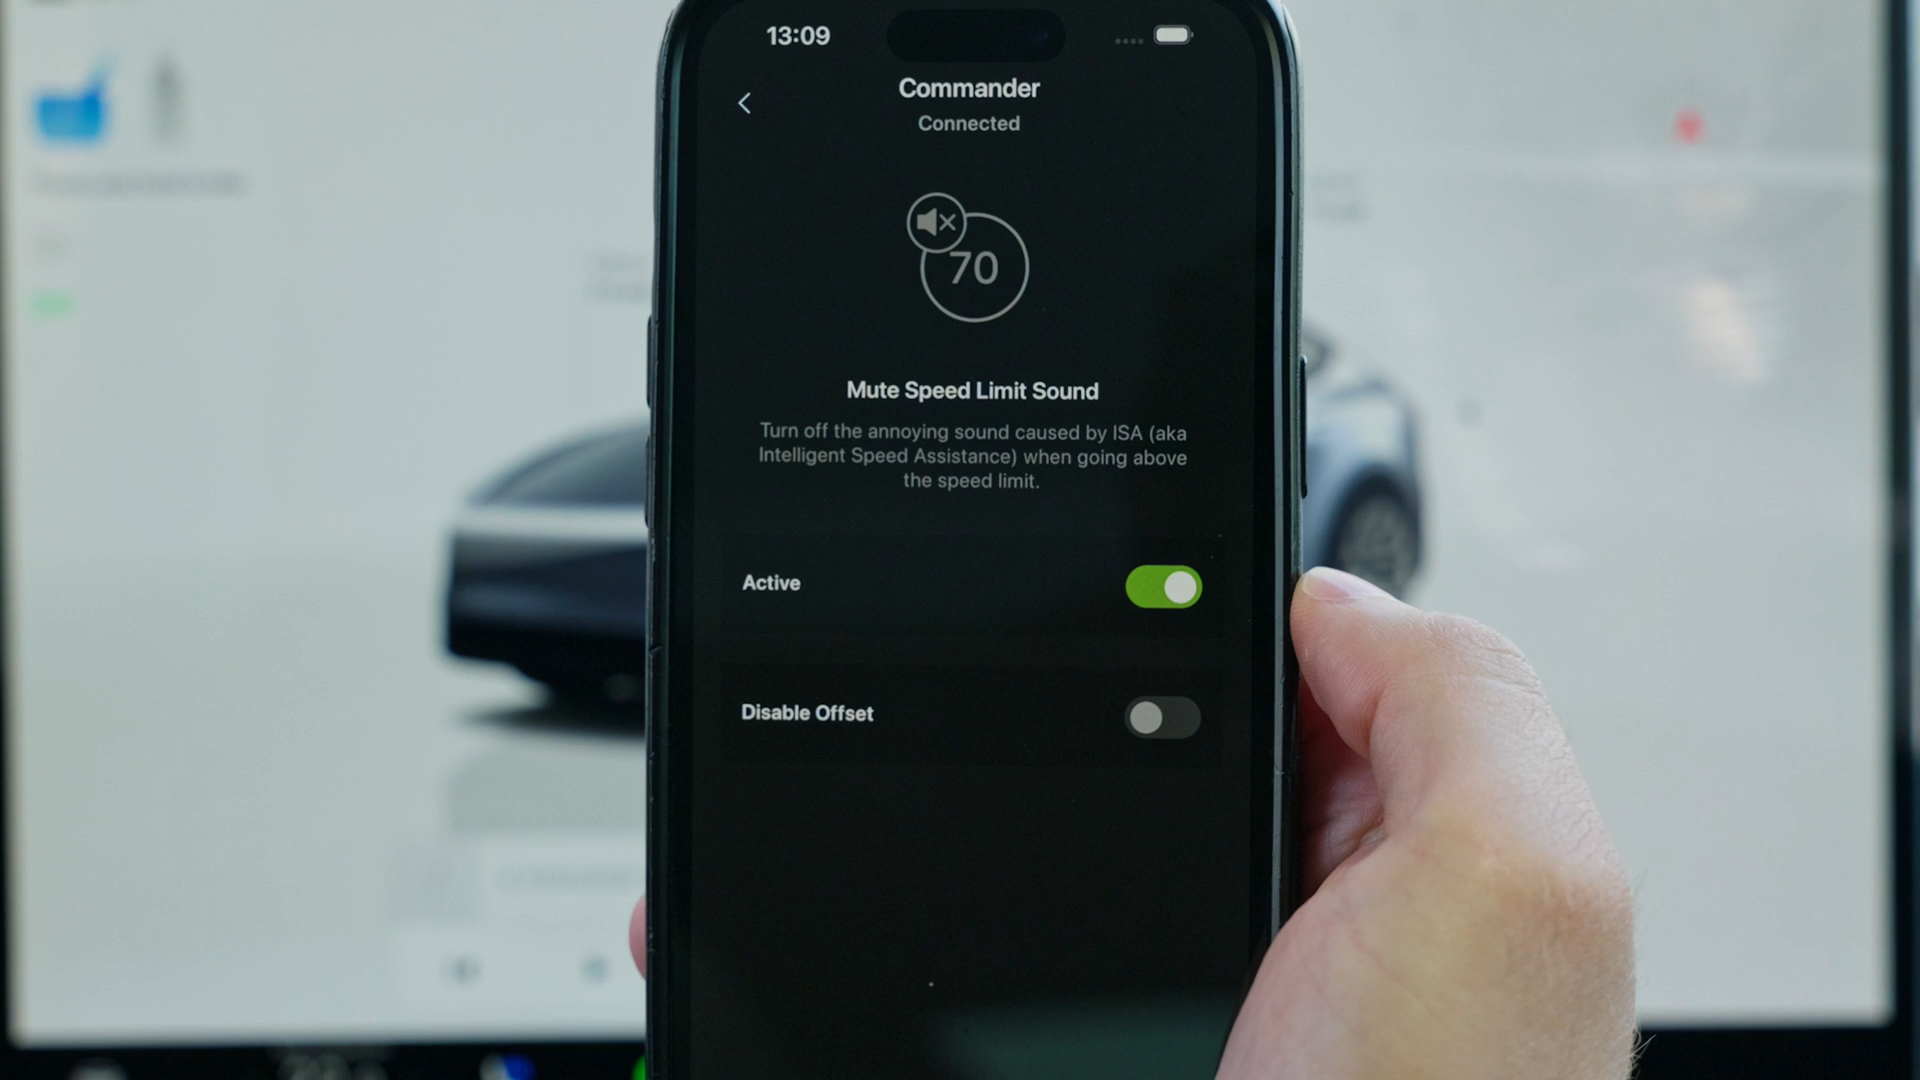 13:09
Commander
Connected
70
Mute Speed Limit Sound
Turn off the annoying sound caused by ISA (aka
Intelligent Speed Assistance) when going above
the speed limit.
Active
Disable Offset